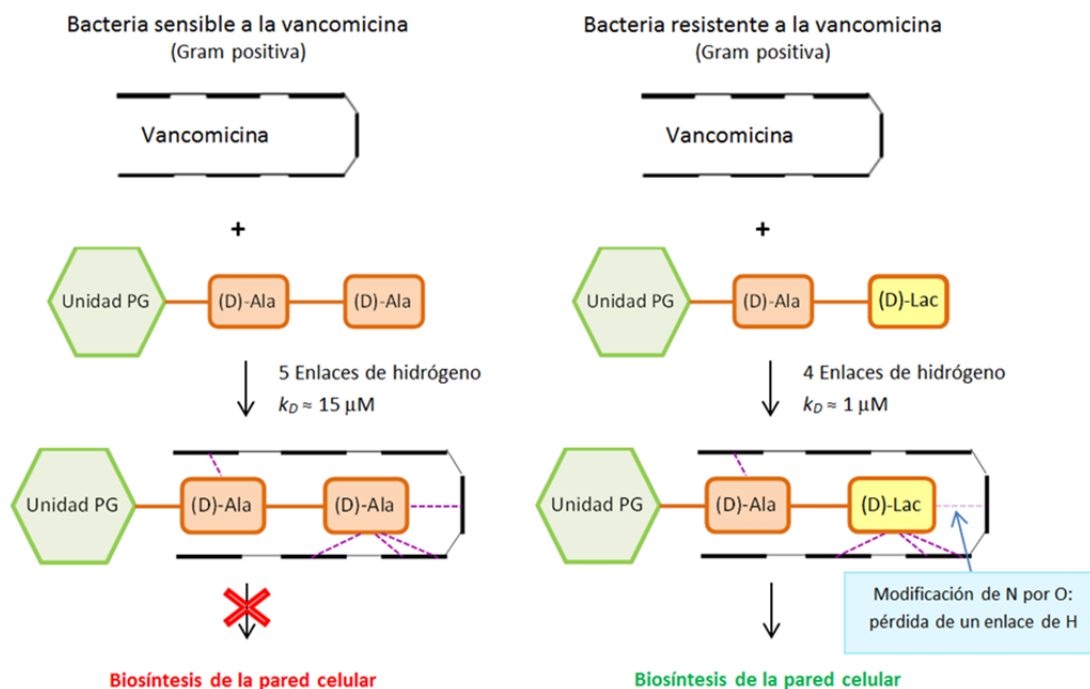 Bacteria sensible a la vancomicina
(Gram positiva)
Vancomicina
+
Unidad PG
(D)-Ala
(D)-Ala
5 Enlaces de hidrógeno
kD ≈ 15 µM
Unidad PG
(D)-Ala
(D)-Ala
Biosíntesis de la pared celular
Bacteria resistente a la vancomicina
(Gram positiva)
Vancomicina
+
Unidad PG
(D)-Ala
(D)-Lac
4 Enlaces de hidrógeno
kD ≈ 1 µM
Unidad PG
(D)-Ala
(D)-Lac
Modificación de N por O:
pérdida de un enlace de H
Biosíntesis de la pared celular